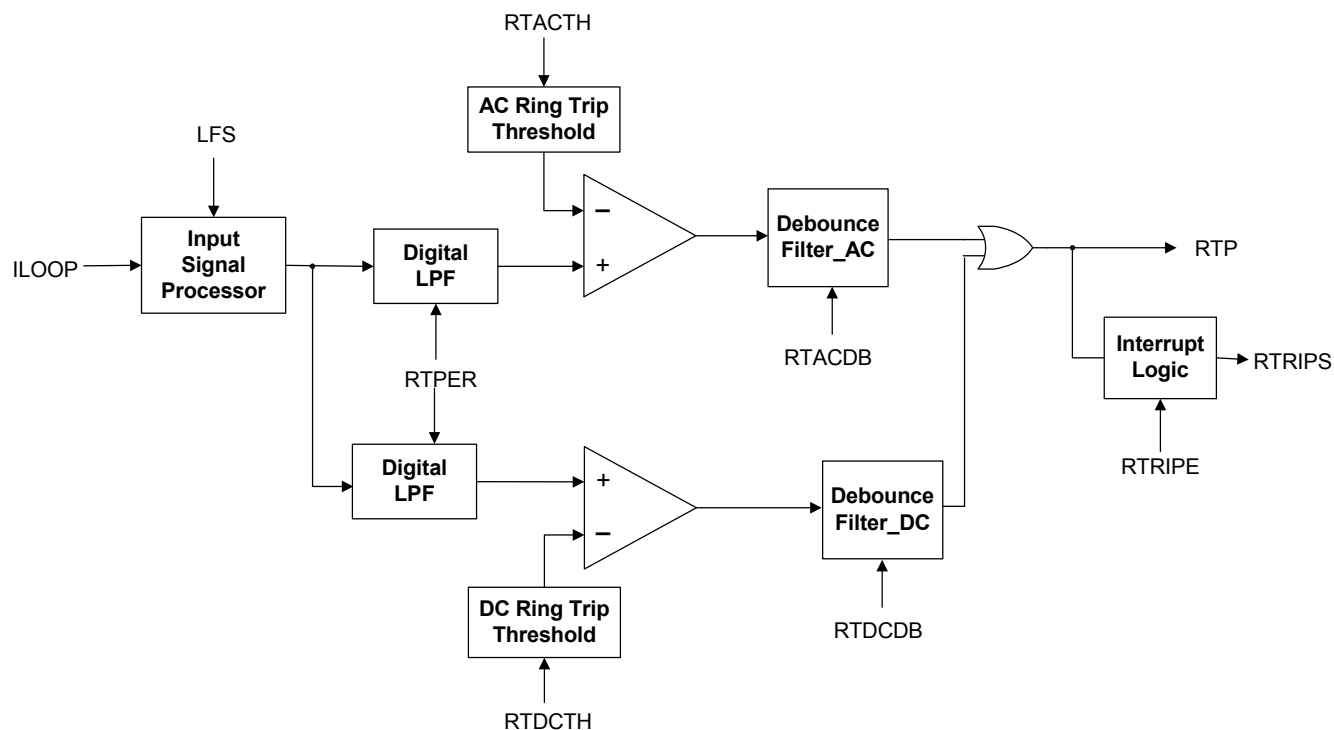 RTACTH
AC Ring Trip
Threshold
LFS
Input
Signal
Processor
ILOOP
Digital
LPF
−
+
Debounce
Filter_AC
RTP
RTACDB
Interrupt
Logic
RTRIPS
RTPER
RTRIPE
Digital
LPF
+
−
Debounce
Filter_DC
DC Ring Trip
Threshold
RTDCDB
RTDCTH